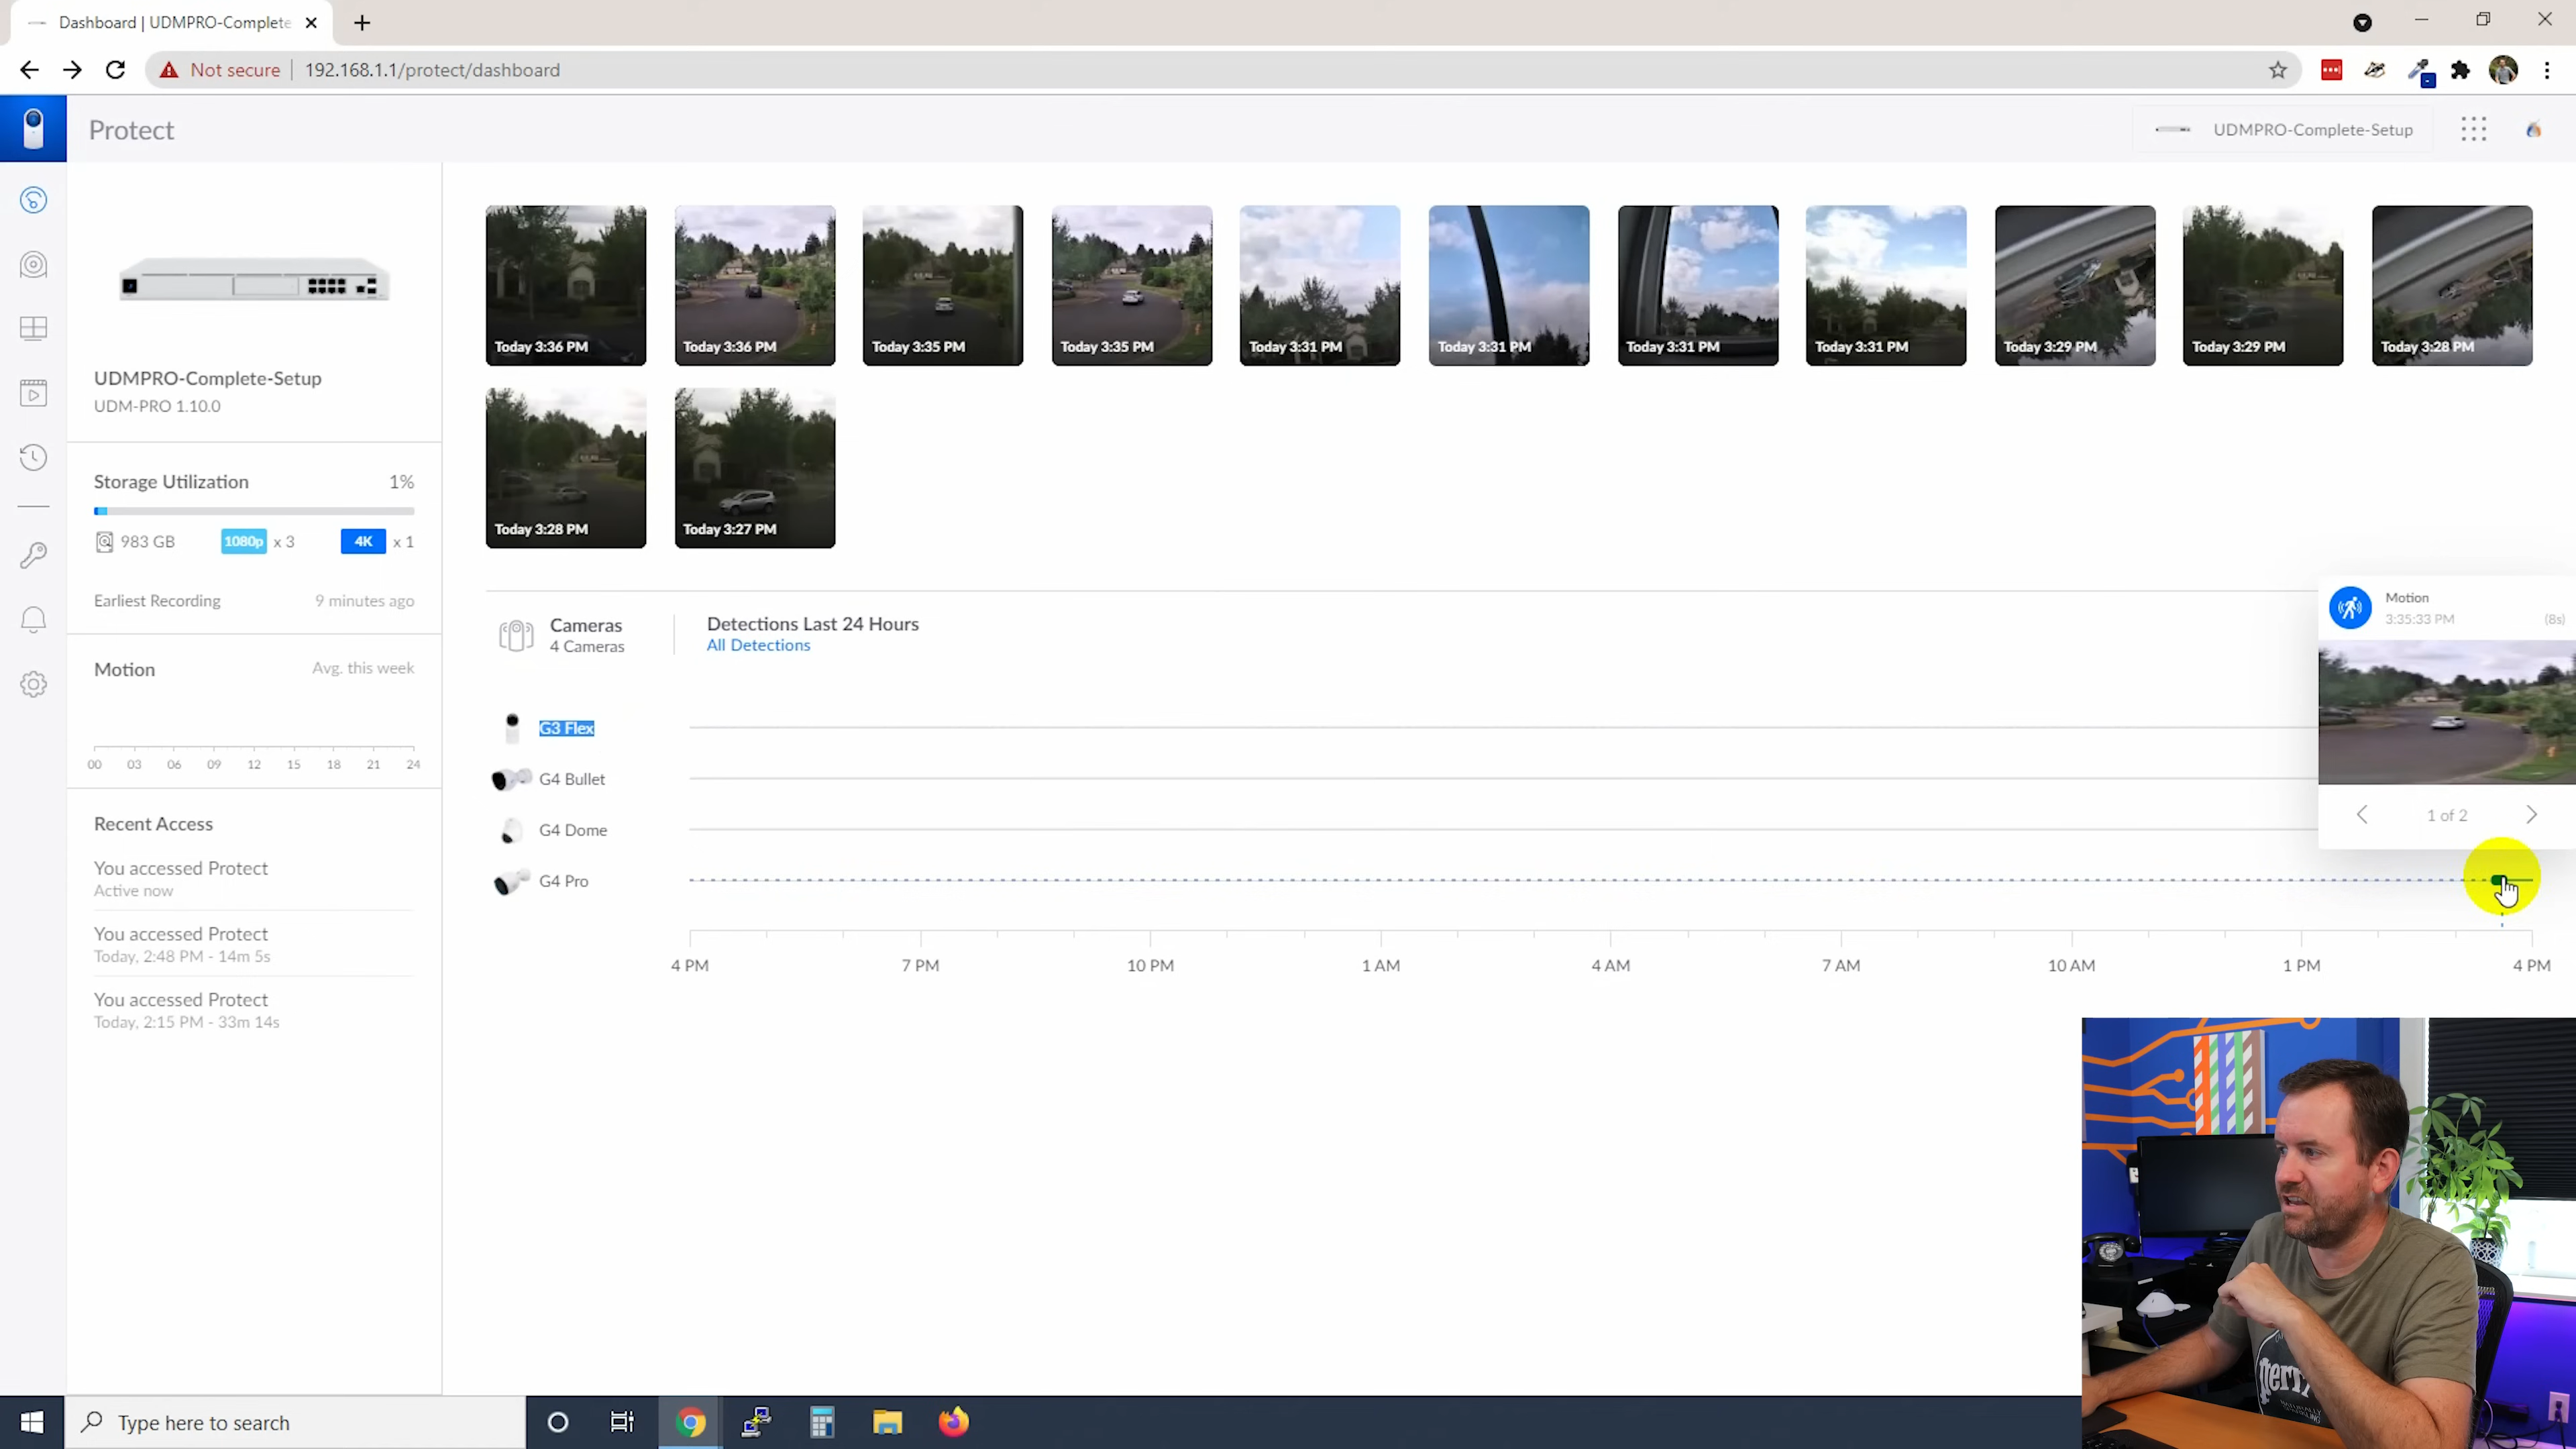 Dashboard | UDMPRO-Complete
Not secure
192.168.1.1/protect/dashboard
Protect
UDMPRO-Complete-Setup
UDMPRO-Complete-Setup
UDM-PRO 1.10.0
Storage Utilization 1%
983 GB 1080p x 3 4K x 1
Earliest Recording 9 minutes ago
Motion Avg. this week
00 03 06 09 12 15 18 21 24
Recent Access
You accessed Protect
Active now
You accessed Protect
Today, 2:48 PM - 14m 5s
You accessed Protect
Today, 2:15 PM - 33m 14s
Today 3:36 PM
Today 3:36 PM
Today 3:35 PM
Today 3:35 PM
Today 3:31 PM
Today 3:31 PM
Today 3:31 PM
Today 3:31 PM
Today 3:29 PM
Today 3:29 PM
Today 3:28 PM
Today 3:28 PM
Today 3:27 PM
Cameras
4 Cameras
Detections Last 24 Hours
All Detections
Motion
3:35:33 PM (8s)
1 of 2
G3 Flex
G4 Bullet
G4 Dome
G4 Pro
4 PM 7 PM 10 PM 1 AM 4 AM 7 AM 10 AM 1 PM 4 PM
Type here to search